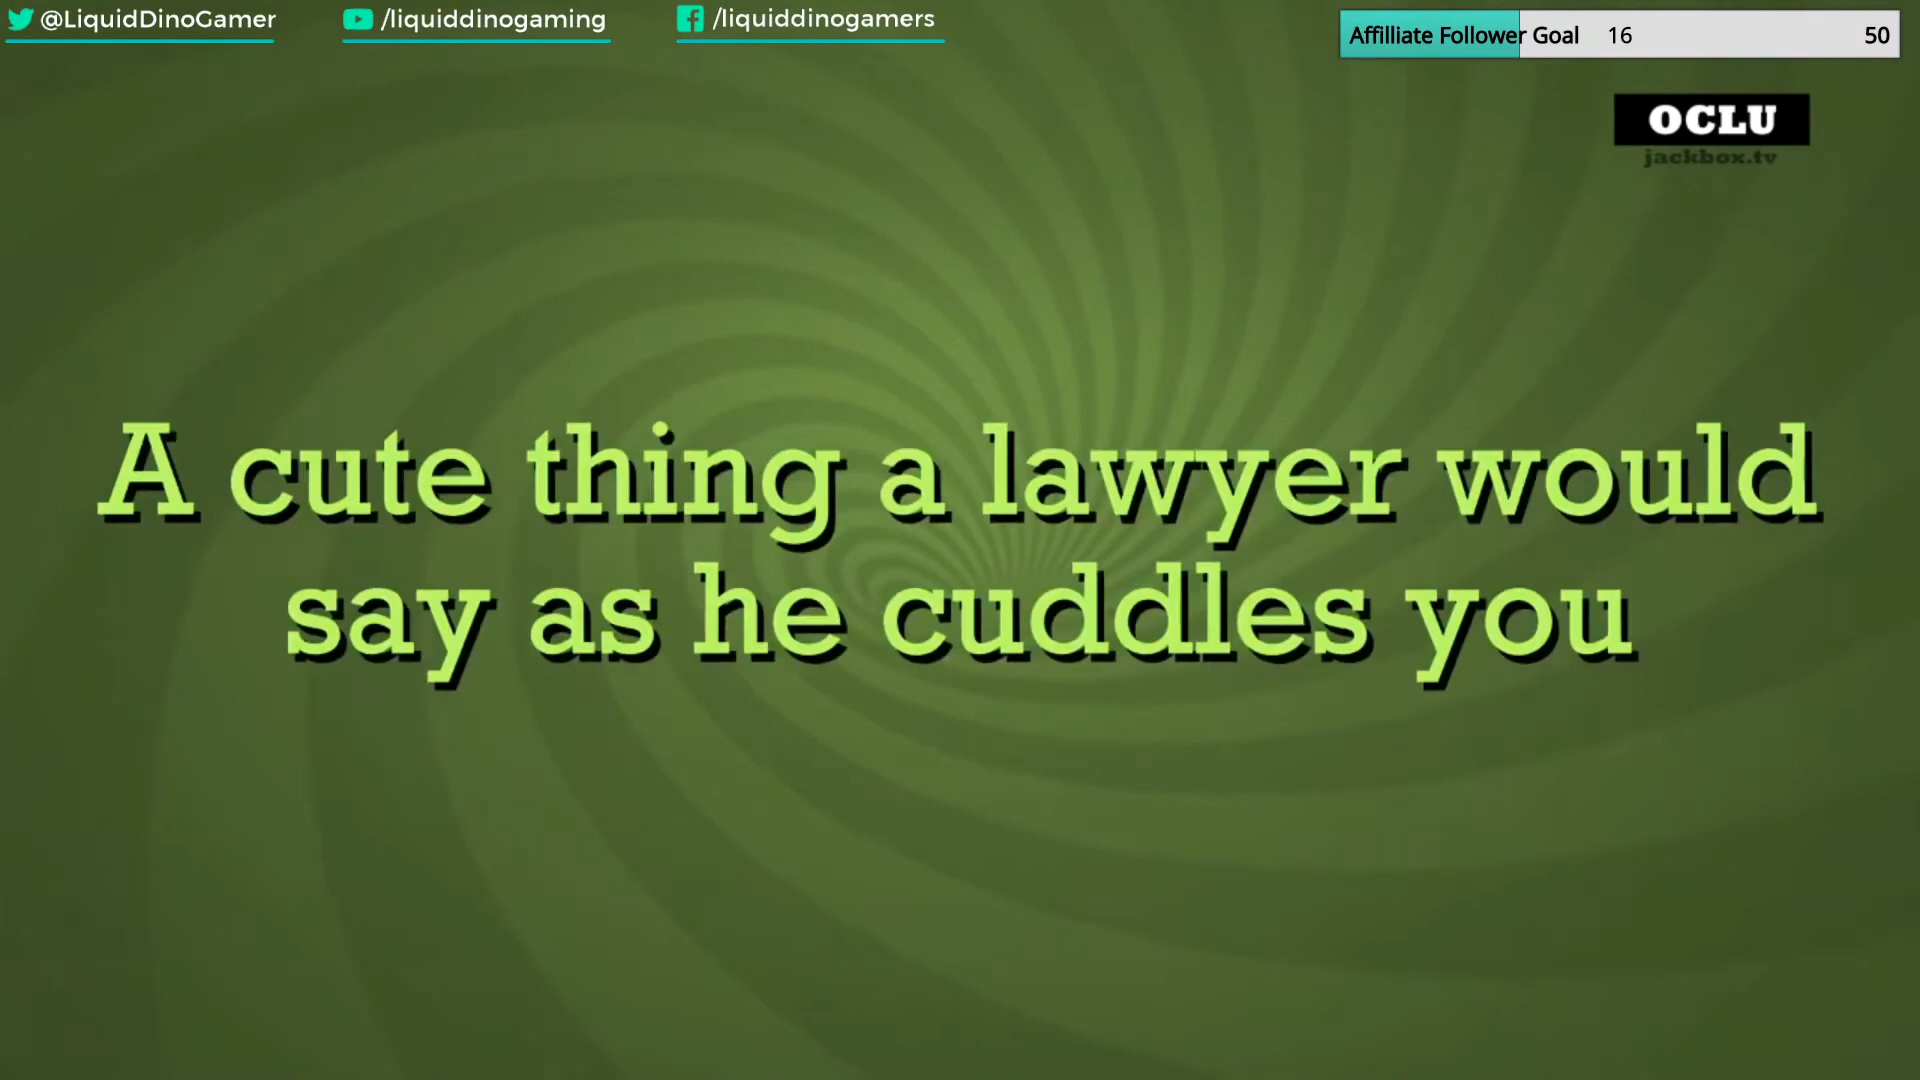 @LiquidDinoGamer /liquiddinogaming /liquiddinogamers Affilliate Follower Goal 16 50
OCLU
jackbox.tv
A cute thing a lawyer would
say as he cuddles you